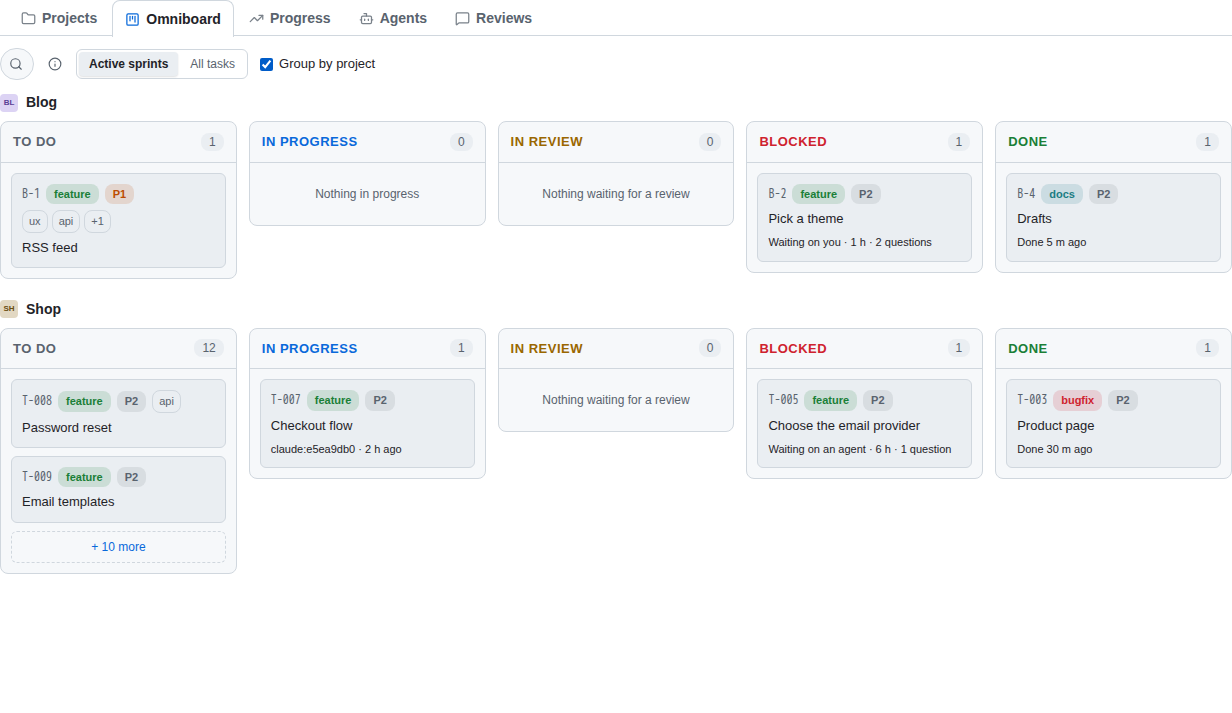 Projects Omniboard Progress Agents Reviews
Active sprints All tasks Group by project
BL Blog
TO DO 1
B-1 feature P1
ux api +1
RSS feed
IN PROGRESS 0
Nothing in progress
IN REVIEW 0
Nothing waiting for a review
BLOCKED 1
B-2 feature P2
Pick a theme
Waiting on you · 1 h · 2 questions
DONE 1
B-4 docs P2
Drafts
Done 5 m ago
SH Shop
TO DO 12
T-008 feature P2 api
Password reset
T-009 feature P2
Email templates
+ 10 more
IN PROGRESS 1
T-007 feature P2
Checkout flow
claude:e5ea9db0 · 2 h ago
IN REVIEW 0
Nothing waiting for a review
BLOCKED 1
T-005 feature P2
Choose the email provider
Waiting on an agent · 6 h · 1 question
DONE 1
T-003 bugfix P2
Product page
Done 30 m ago